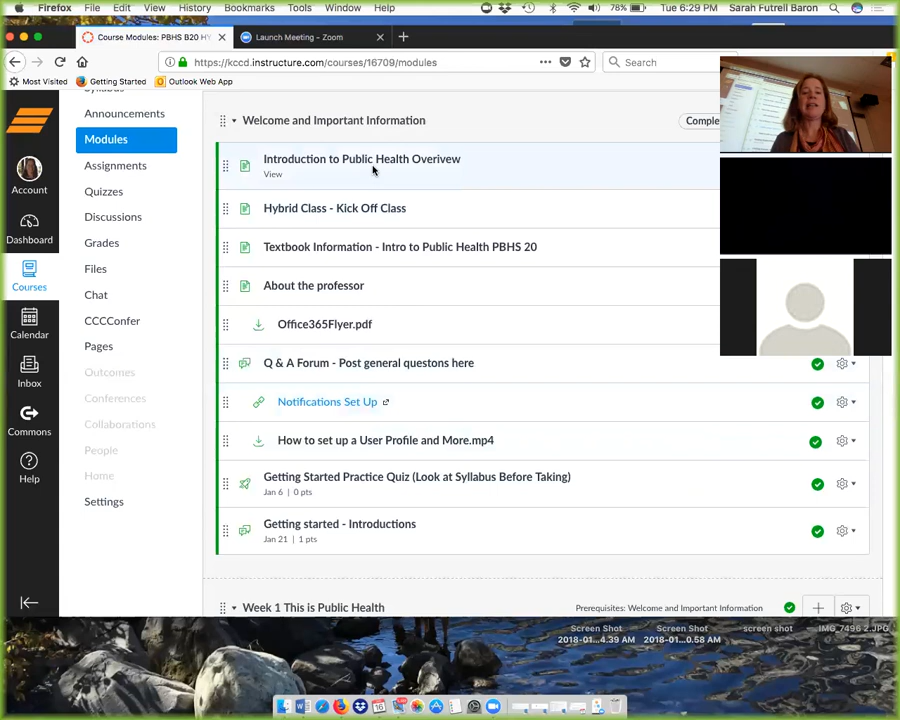 Firefox File Edit View History Bookmarks Tools Window Help 78% Tue 6:29 PM Sarah Futrell Baron
Course Modules: PBHS B20 HY Launch Meeting - Zoom
https://kccd.instructure.com/courses/16709/modules Search
Most Visited Getting Started Outlook Web App
Announcements
Modules
Assignments
Quizzes
Discussions
Grades
Files
Chat
CCCConfer
Pages
Outcomes
Conferences
Collaborations
People
Home
Settings
Account
Dashboard
Courses
Calendar
Inbox
Commons
Help
Welcome and Important Information Comple
Introduction to Public Health Overivew
View
Hybrid Class - Kick Off Class
Textbook Information - Intro to Public Health PBHS 20
About the professor
Office365Flyer.pdf
Q & A Forum - Post general questons here
Notifications Set Up
How to set up a User Profile and More.mp4
Getting Started Practice Quiz (Look at Syllabus Before Taking)
Jan 6 | 0 pts
Getting started - Introductions
Jan 21 | 1 pts
Week 1 This is Public Health Prerequisites: Welcome and Important Information
Screen Shot Screen Shot screen shot IMG_7496 2.JPG
2018-01...4.39 AM 2018-01...0.58 AM